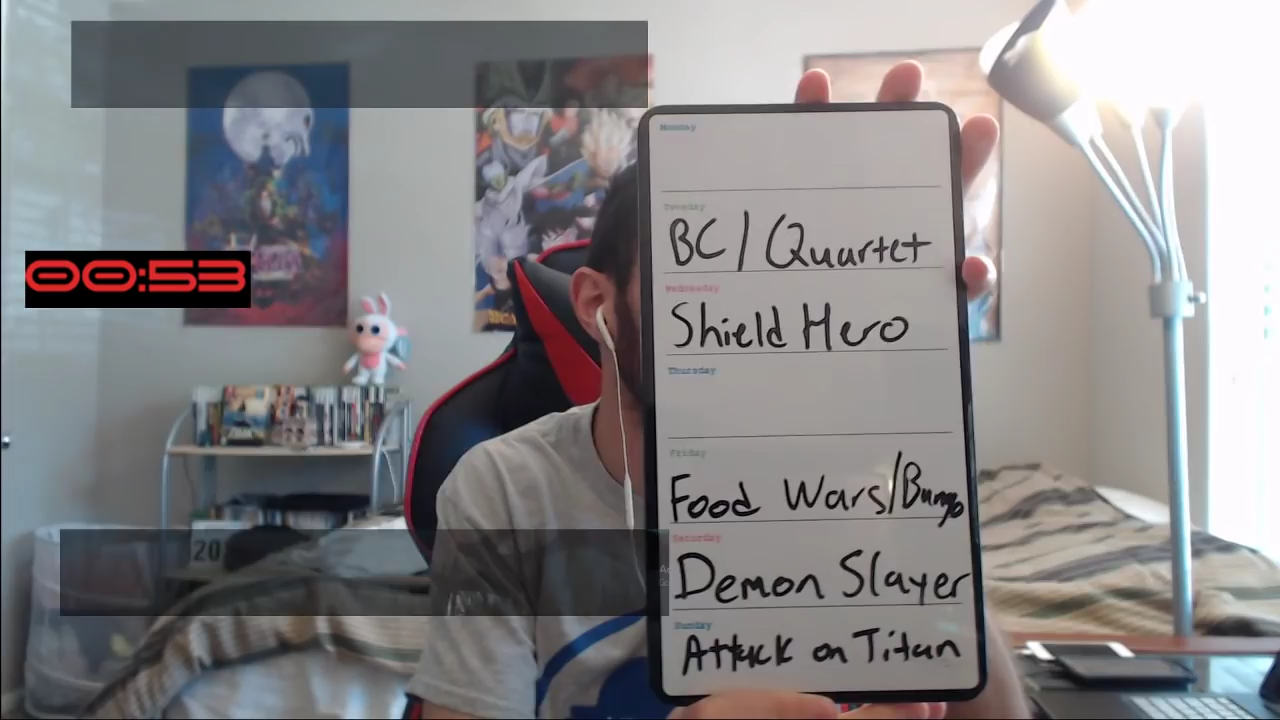 00:53
Monday
Tuesday
BC / Quartet
Wednesday
Shield Hero
Thursday
Friday
Food Wars/Bungo
Saturday
Demon Slayer
Sunday
Attack on Titan
20